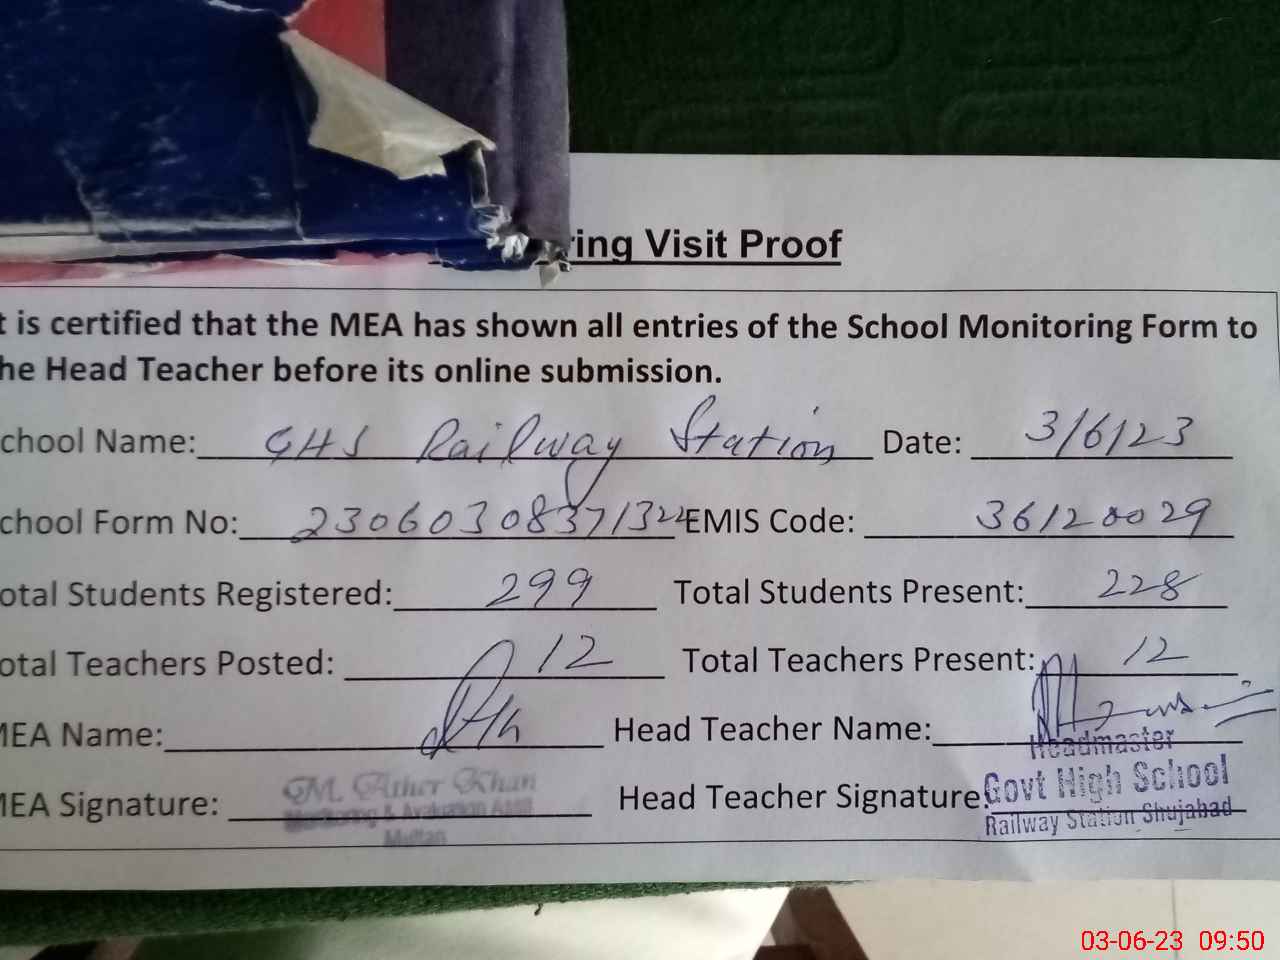 ring Visit Proof
t is certified that the MEA has shown all entries of the School Monitoring Form to
he Head Teacher before its online submission.
chool Name: GHS Railway Station Date: 3/6/23
chool Form No: EMIS Code: 36120029
otal Students Registered: 299 Total Students Present: 228
otal Teachers Posted: 12 Total Teachers Present: 12
MEA Name: Head Teacher Name:
Headmaster
MEA Signature: M. Ather Khan Head Teacher Signature: Govt High School
Monitoring & Multan Railway Station Shujabad
03-06-23 09:50